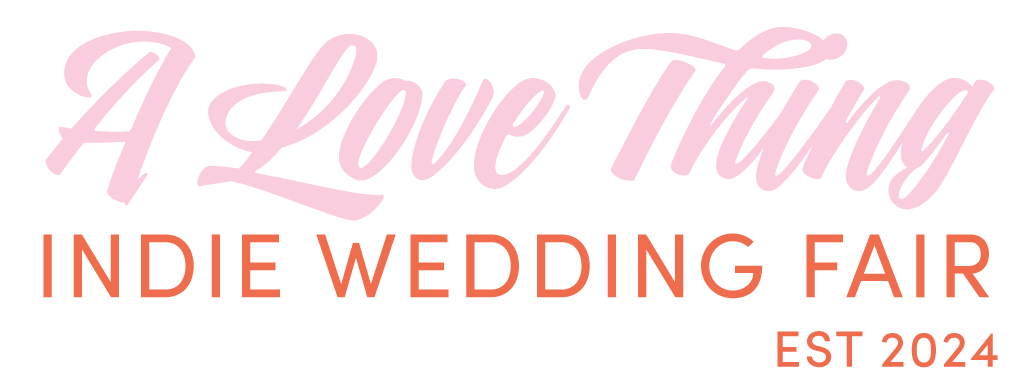 A Love Thing
INDIE WEDDING FAIR
EST 2024